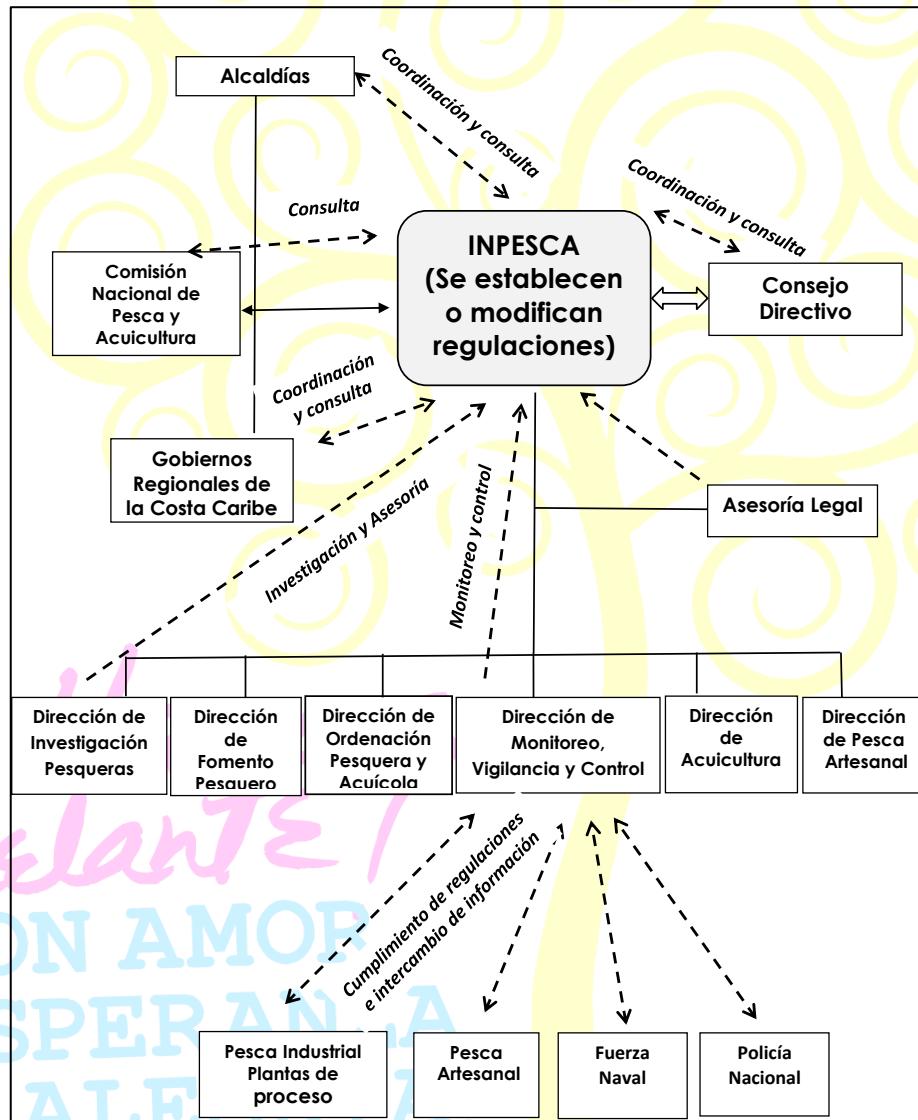 Alcaldías
Coordinación y consulta
Coordinación y consulta
Consulta
INPESCA
(Se establecen
o modifican
regulaciones)
Comisión
Nacional de
Pesca y
Acuicultura
Consejo
Directivo
Coordinación
y consulta
Gobiernos
Regionales de
la Costa Caribe
Investigación y Asesoría
Monitoreo y control
Asesoría Legal
Dirección de
Investigación
Pesqueras
Dirección
de
Fomento
Pesquero
Dirección de
Ordenación
Pesquera y
Acuícola
Dirección de
Monitoreo,
Vigilancia y Control
Dirección
de
Acuicultura
Dirección
de Pesca
Artesanal
Cumplimiento de regulaciones
e intercambio de información
ON AMOR
Pesca Industrial
Plantas de
proceso
Pesca
Artesanal
Fuerza
Naval
Policía
Nacional